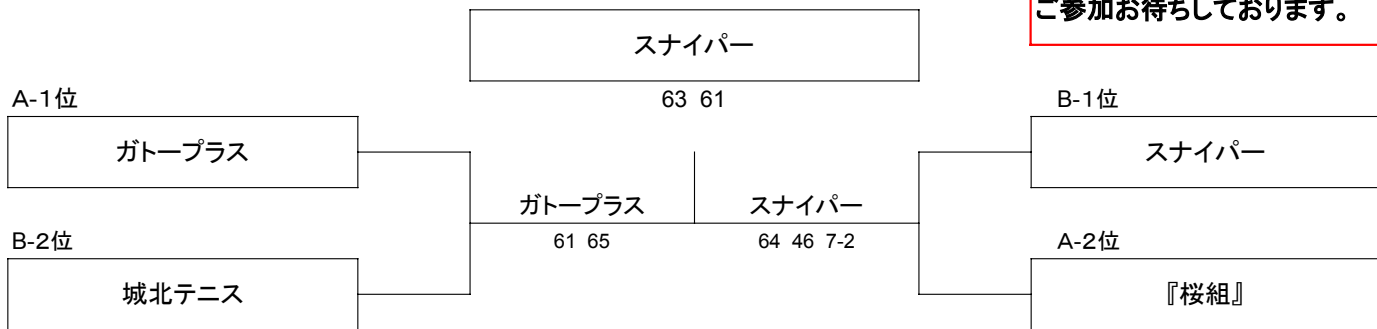 ご参加お待ちしております。
スナイパー
63 61
A-1位
B-1位
ガトープラス
スナイパー
ガトープラス
スナイパー
61 65
64 46 7-2
B-2位
A-2位
城北テニス
『桜組』